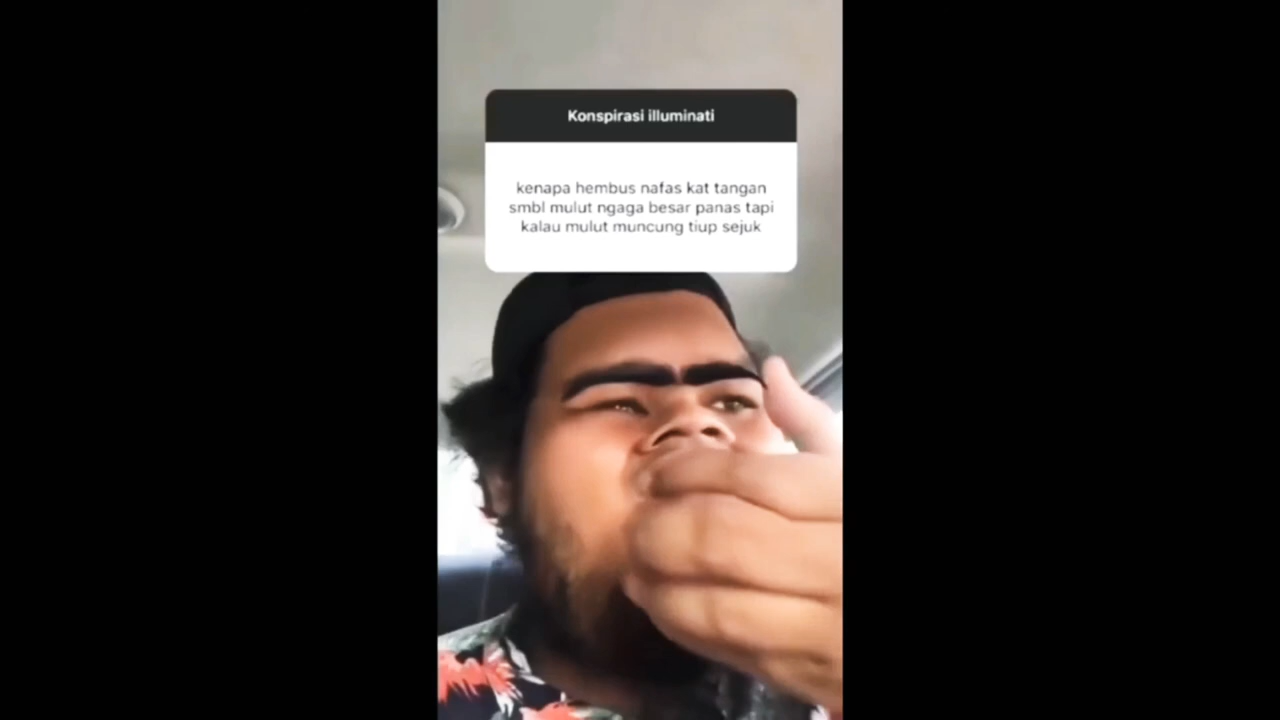 Konspirasi illuminati
kenapa hembus nafas kat tangan
smbl mulut ngaga besar panas tapi
kalau mulut muncung tiup sejuk